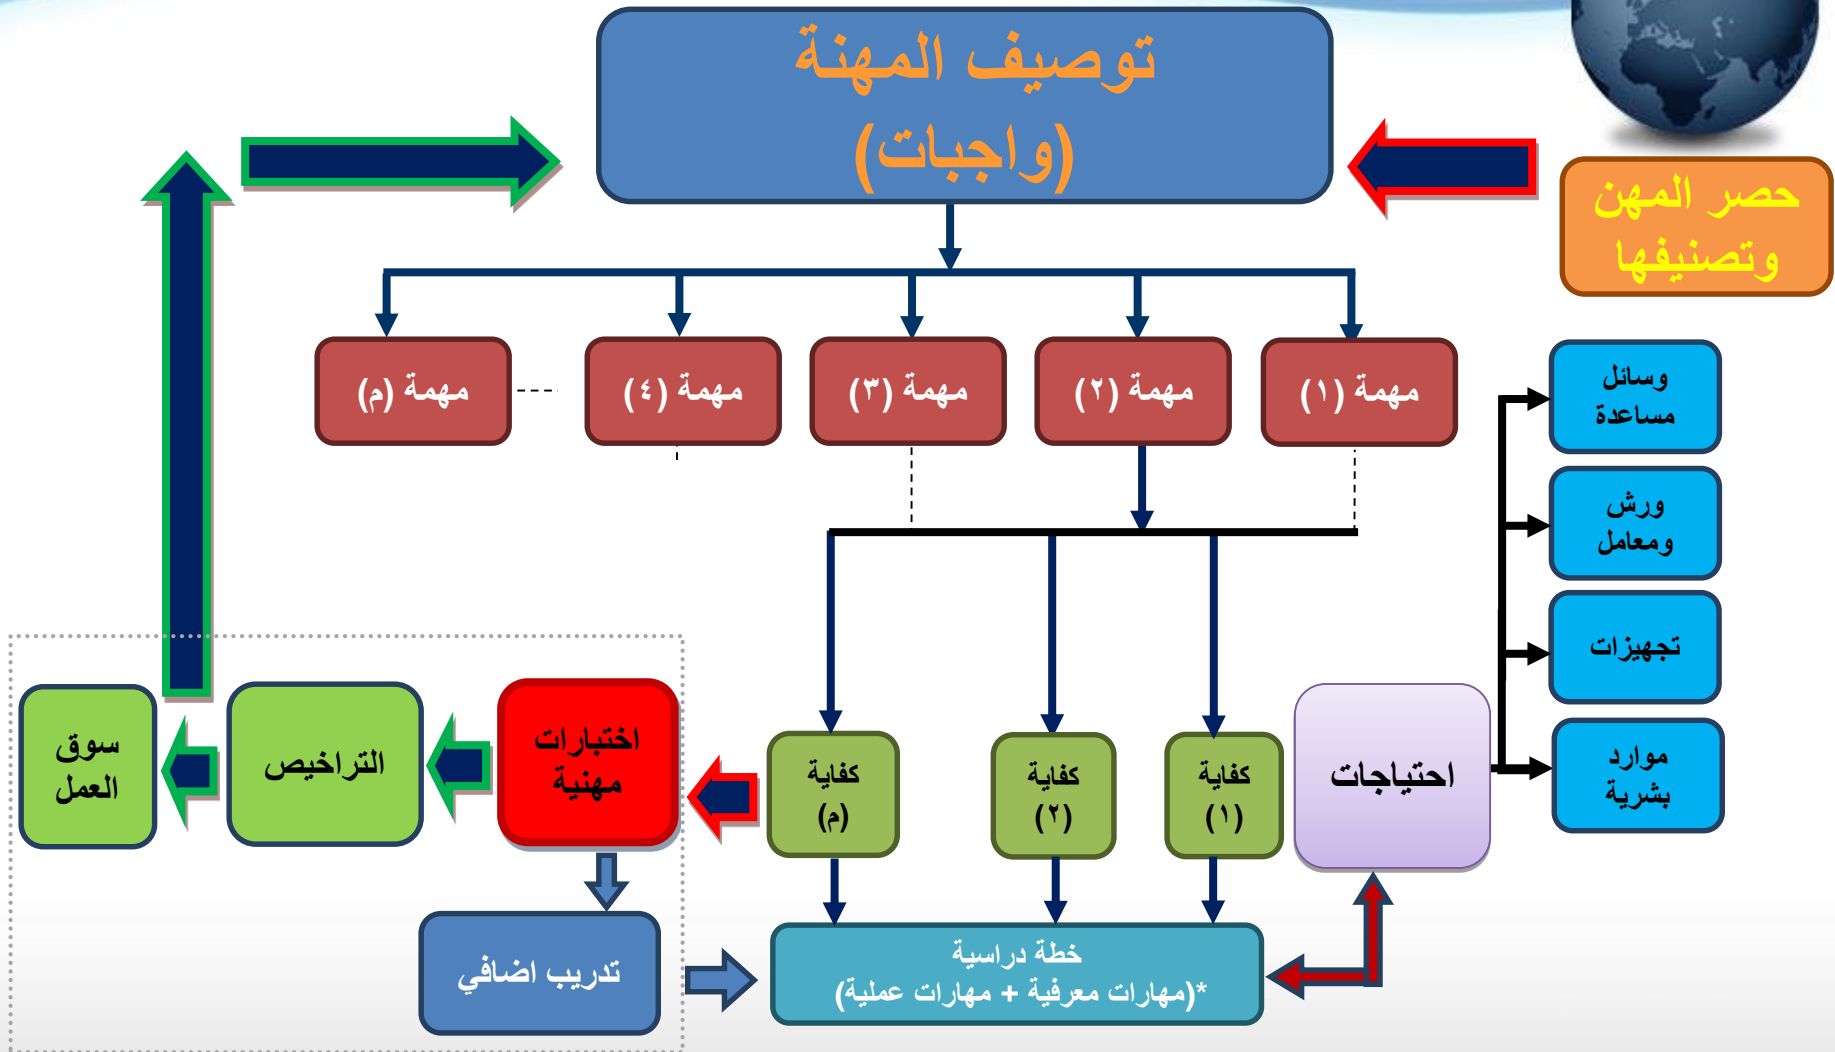 توصيف المهنة
(واجبات)
حصر المهن
وتصنيفها
مهمة (١)
مهمة (٢)
مهمة (٣)
مهمة (٤)
مهمة (م)
وسائل
مساعدة
ورش
ومعامل
تجهيزات
موارد
بشرية
احتياجات
كفاية
(١)
كفاية
(٢)
كفاية
(م)
اختبارات
مهنية
التراخيص
سوق
العمل
تدريب اضافي
خطة دراسية
*(مهارات معرفية + مهارات عملية)